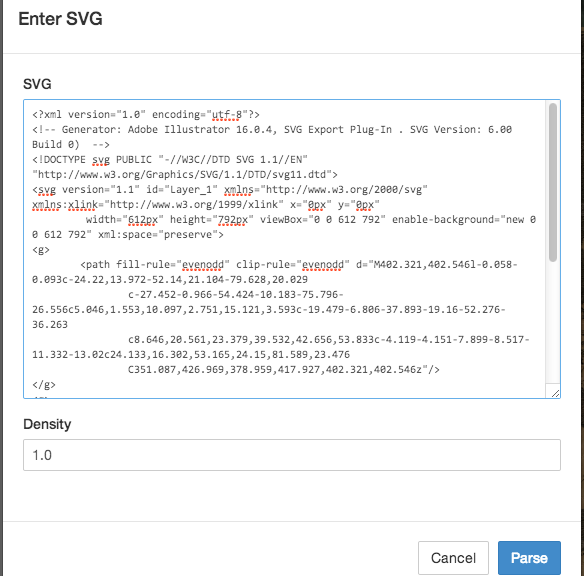 Enter SVG
SVG
<?xml version="1.0" encoding="utf-8"?>
<!-- Generator: Adobe Illustrator 16.0.4, SVG Export Plug-In . SVG Version: 6.00
Build 0)  -->
<!DOCTYPE svg PUBLIC "-//W3C//DTD SVG 1.1//EN"
"http://www.w3.org/Graphics/SVG/1.1/DTD/svg11.dtd">
<svg version="1.1" id="Layer_1" xmlns="http://www.w3.org/2000/svg"
xmlns:xlink="http://www.w3.org/1999/xlink" x="0px" y="0px"
width="612px" height="792px" viewBox="0 0 612 792" enable-background="new 0
0 612 792" xml:space="preserve">
<g>
<path fill-rule="evenodd" clip-rule="evenodd" d="M402.321,402.546l-0.058-
0.093c-24.22,13.972-52.14,21.104-79.628,20.029
c-27.452-0.966-54.424-10.183-75.796-
26.556c5.046,1.553,10.097,2.751,15.121,3.593c-19.479-6.806-37.893-19.16-52.276-
36.263
c8.646,20.561,23.379,39.532,42.656,53.833c-4.119-4.151-7.899-8.517-
11.332-13.02c24.133,16.302,53.165,24.15,81.589,23.476
C351.087,426.969,378.959,417.927,402.321,402.546z"/>
</g>
Density
1.0
Cancel
Parse